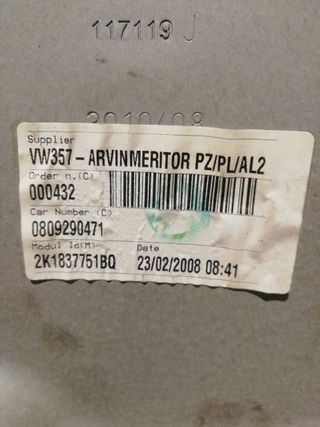 117119 J
2010/08
Supplier
VW357-ARVINMERITOR PZ/PL/AL2
Order n.(C)
000432
Car Number (C)
0809290471
Modul Id(M) Date
2K1837751BQ 23/02/2008 08:41